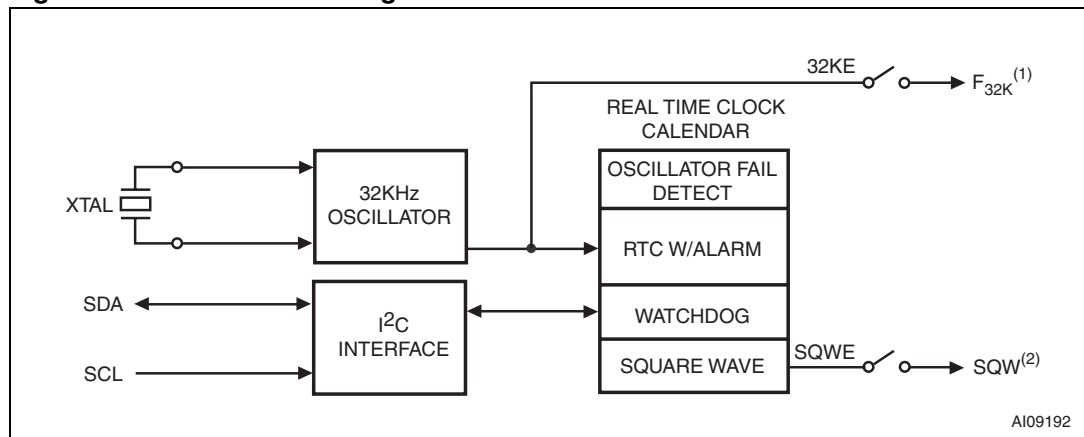 32KE
F32K(1)
REAL TIME CLOCK
CALENDAR
OSCILLATOR FAIL
DETECT
32KHz
OSCILLATOR
XTAL
RTC W/ALARM
SDA
I2C
INTERFACE
WATCHDOG
SCL
SQUARE WAVE
SQWE
SQW(2)
AI09192